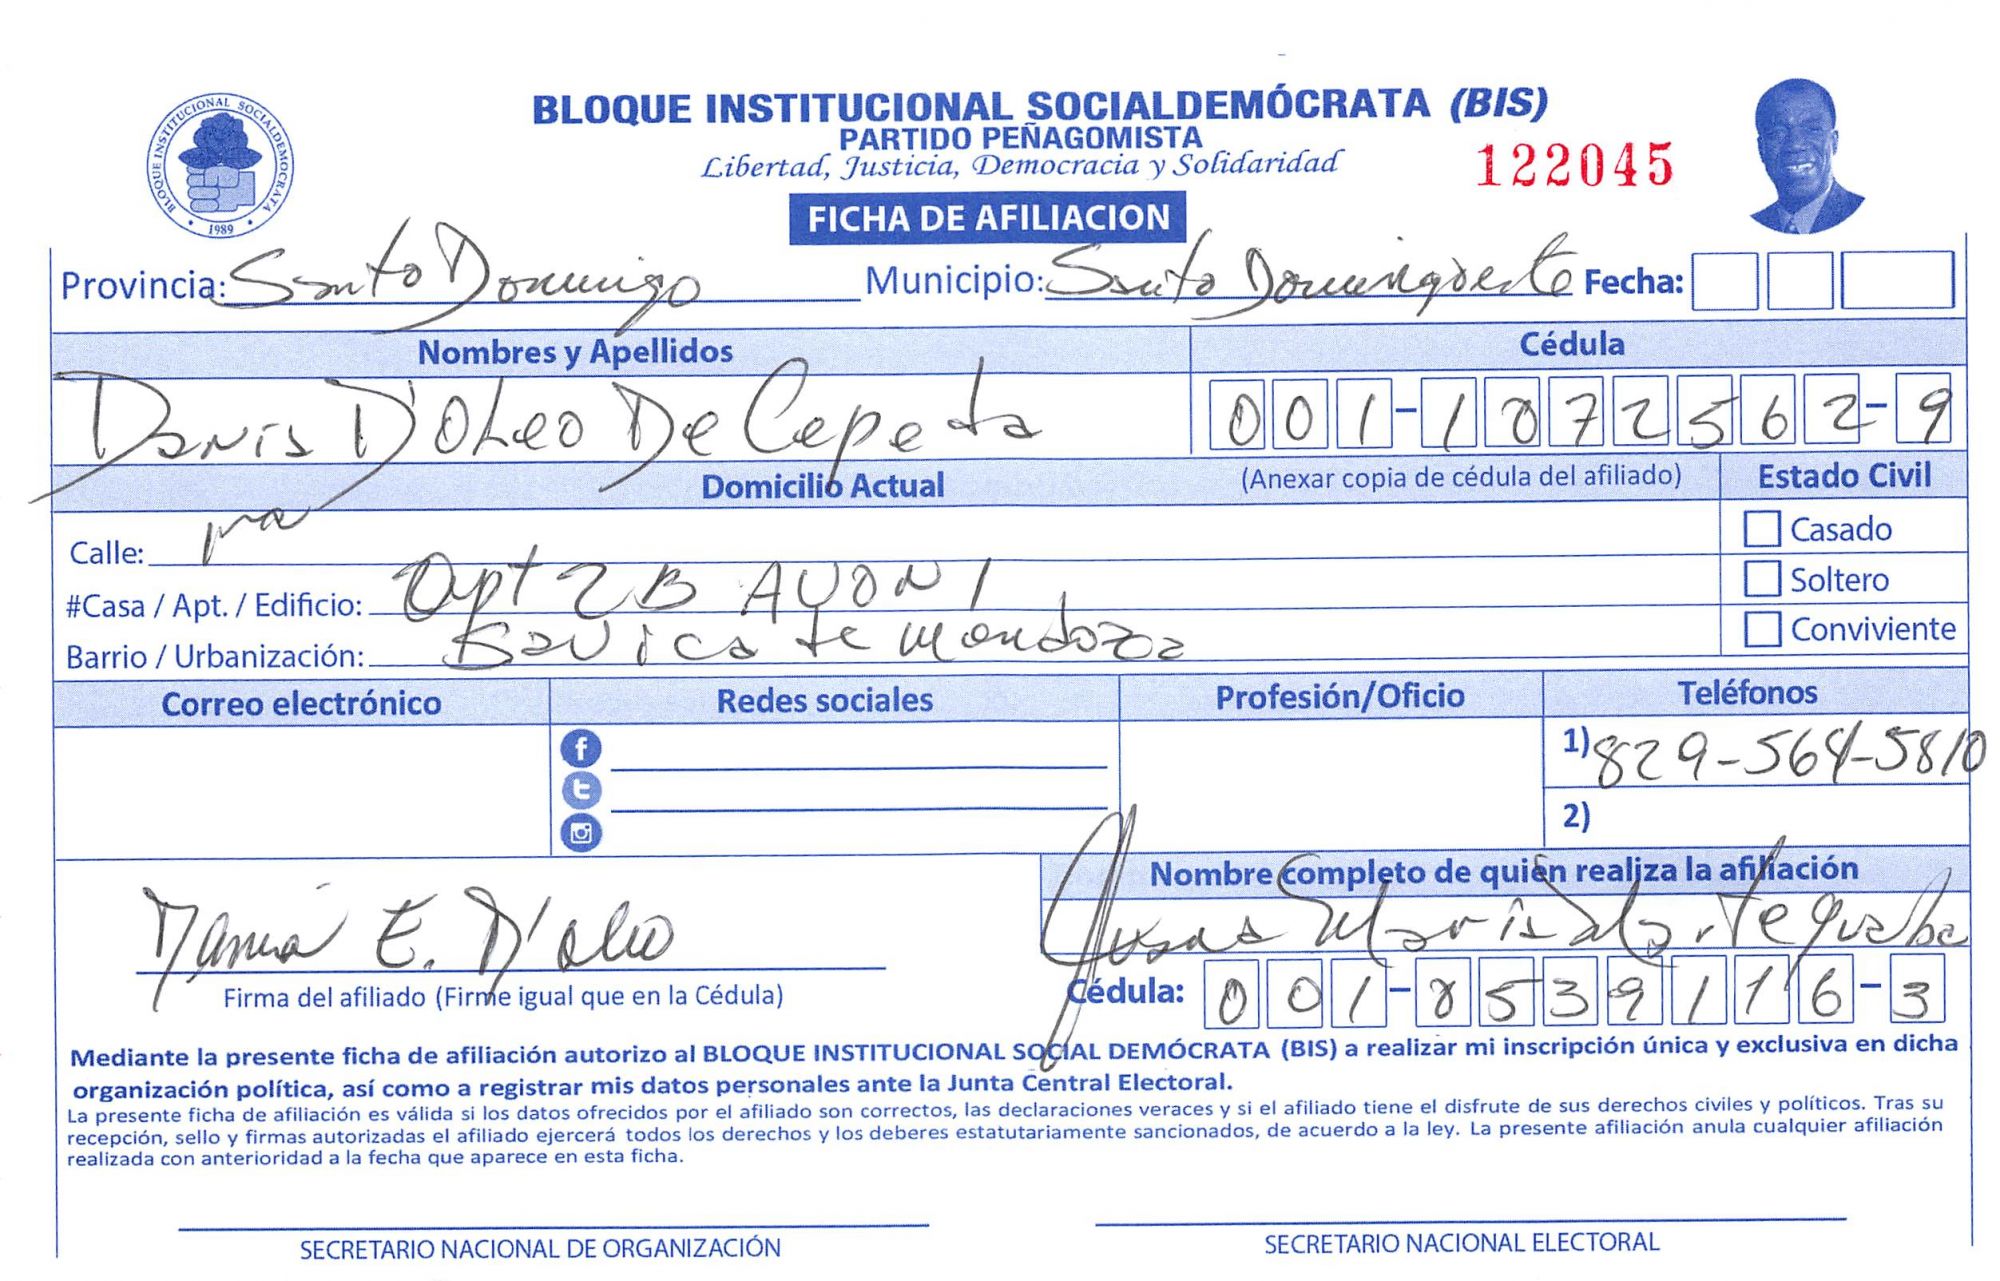 BLOQUE INSTITUCIONAL SOCIALDEMÓCRATA (BIS)
PARTIDO PEÑAGOMISTA
Libertad, Justicia, Democracia y Solidaridad
122045
BLOQUE INSTITUCIONAL SOCIALDEMOCRATA
1989
FICHA DE AFILIACION
Provincia: Santo Domingo Municipio: Santo Domingo este Fecha:
Nombres y Apellidos Cédula
Danis D'Oleo De Cepeda 001-1072562-9
Domicilio Actual (Anexar copia de cédula del afiliado) Estado Civil
Calle: Casado
#Casa / Apt. / Edificio: Apt 2B Soltero
Barrio / Urbanización: de Mendoza Conviviente
Correo electrónico Redes sociales Profesión/Oficio Teléfonos
1) 829-564-5810
2)
Nombre completo de quien realiza la afiliación
E. D'oleo
Firma del afiliado (Firme igual que en la Cédula) Cédula: 001-0539116-3
Mediante la presente ficha de afiliación autorizo al BLOQUE INSTITUCIONAL SOCIAL DEMÓCRATA (BIS) a realizar mi inscripción única y exclusiva en dicha
organización política, así como a registrar mis datos personales ante la Junta Central Electoral.
La presente ficha de afiliación es válida si los datos ofrecidos por el afiliado son correctos, las declaraciones veraces y si el afiliado tiene el disfrute de sus derechos civiles y políticos. Tras su
recepción, sello y firmas autorizadas el afiliado ejercerá todos los derechos y los deberes estatutariamente sancionados, de acuerdo a la ley. La presente afiliación anula cualquier afiliación
realizada con anterioridad a la fecha que aparece en esta ficha.
SECRETARIO NACIONAL DE ORGANIZACIÓN SECRETARIO NACIONAL ELECTORAL